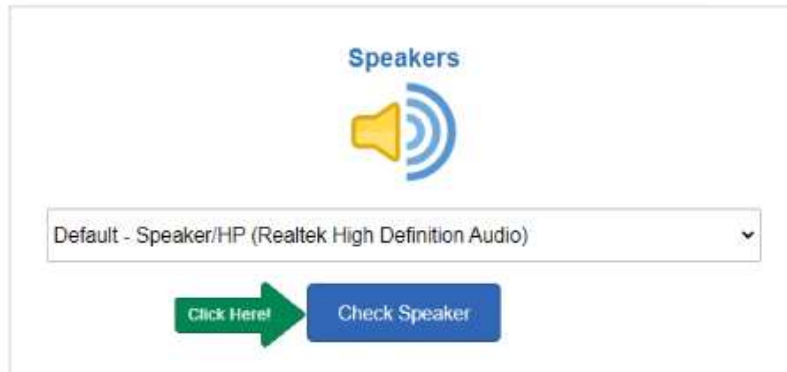 Speakers
Default - Speaker/HP (Realtek High Definition Audio)
Click Here!
Check Speaker